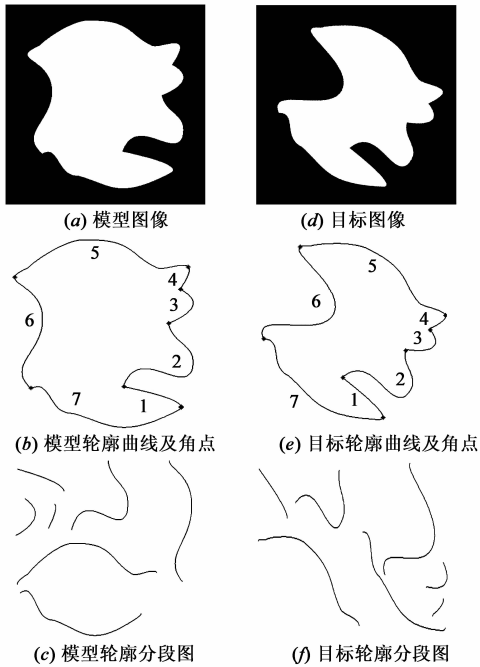 (a) 模型图像
(d) 目标图像
5
4
3
6
2
7
1
(b) 模型轮廓曲线及角点
5
6
4
3
2
1
7
(e) 目标轮廓曲线及角点
(c) 模型轮廓分段图
(f) 目标轮廓分段图